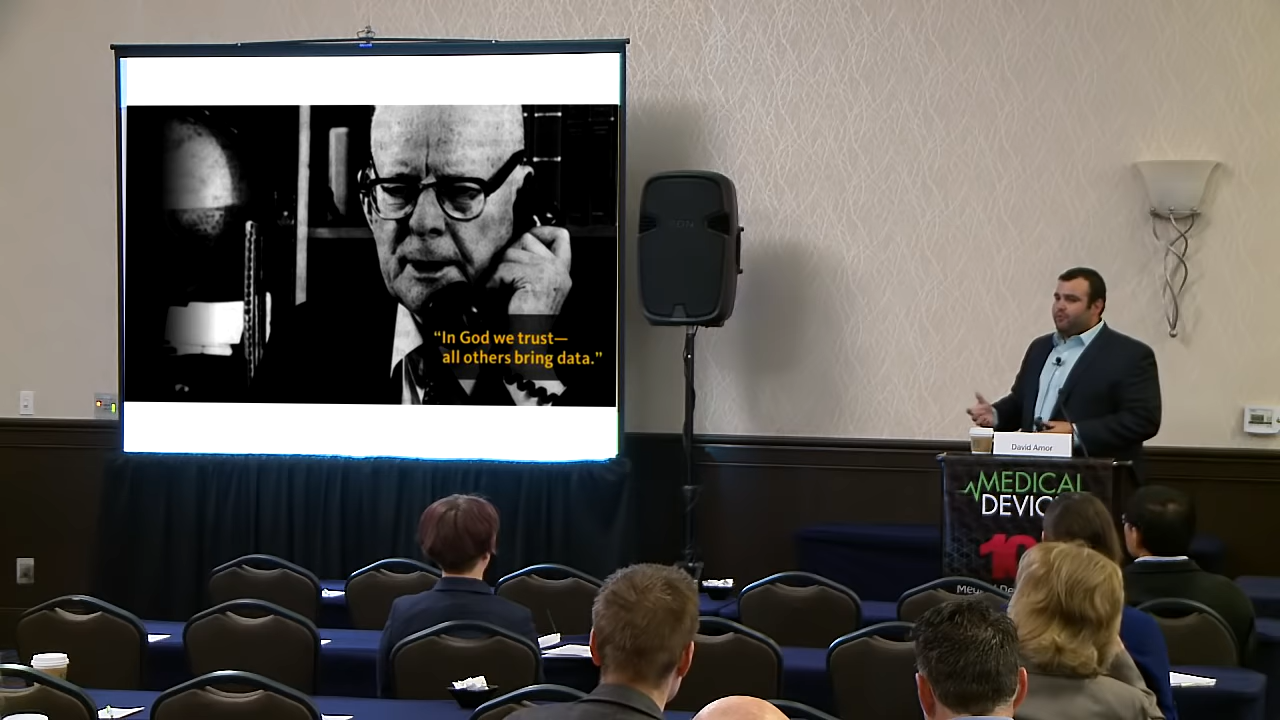 “In God we trust—
all others bring data.”
David Amor
MEDICAL
DEVIC
10